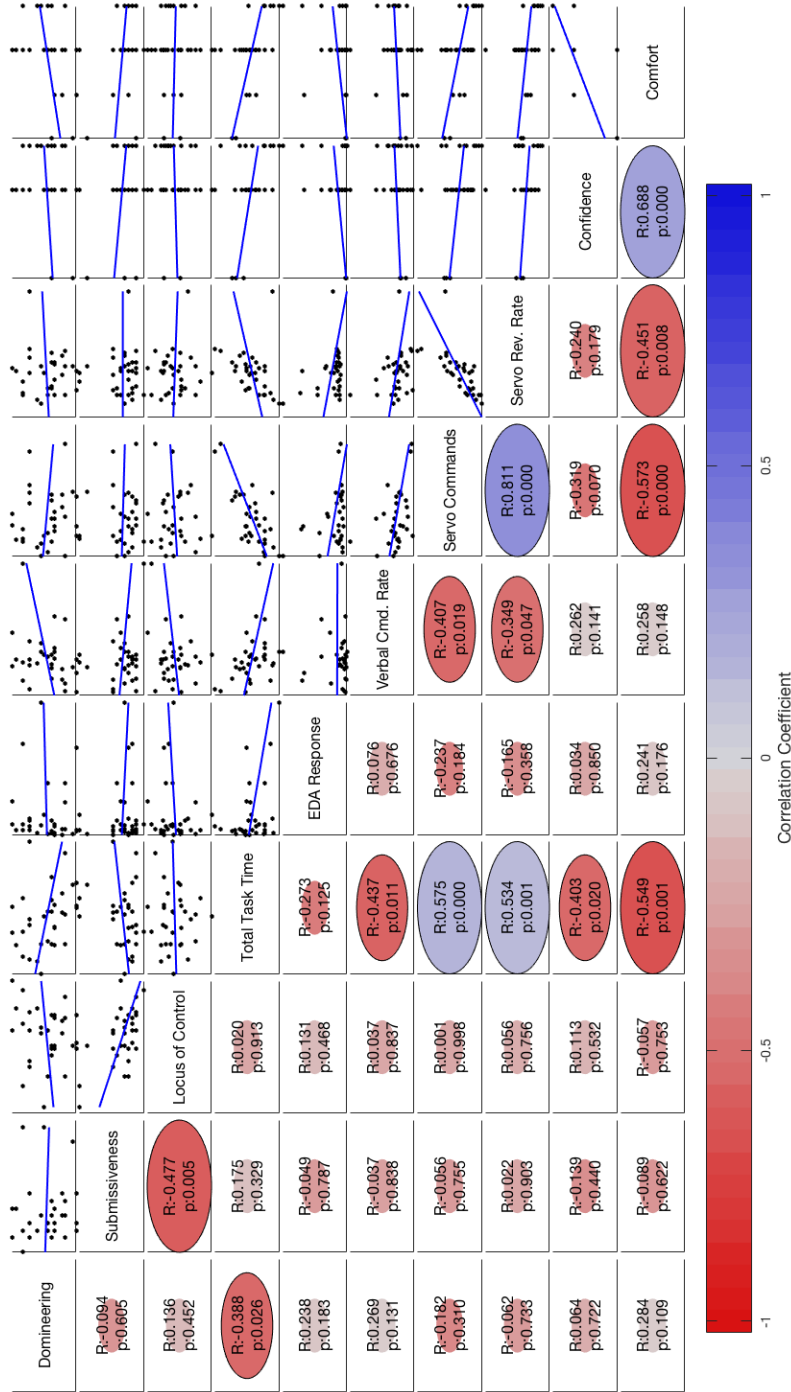 Domineering
R:-0.094
p:0.605
Submissiveness
R:0.136
p:0.452
R:-0.477
p:0.005
Locus of Control
R:-0.388
p:0.026
R:0.175
p:0.329
R:0.020
p:0.913
Total Task Time
R:0.238
p:0.183
R:-0.049
p:0.787
R:0.131
p:0.468
R:-0.273
p:0.125
EDA Response
R:0.269
p:0.131
R:-0.037
p:0.838
R:0.037
p:0.837
R:-0.437
p:0.011
R:0.076
p:0.676
Verbal Cmd. Rate
R:-0.182
p:0.310
R:-0.056
p:0.755
R:0.001
p:0.998
R:0.575
p:0.000
R:-0.237
p:0.184
R:-0.407
p:0.019
Servo Commands
R:-0.062
p:0.733
R:0.022
p:0.903
R:0.056
p:0.756
R:0.534
p:0.001
R:-0.165
p:0.358
R:-0.349
p:0.047
R:0.811
p:0.000
Servo Rev. Rate
R:0.064
p:0.722
R:-0.139
p:0.440
R:0.113
p:0.532
R:-0.403
p:0.020
R:0.034
p:0.850
R:0.262
p:0.141
R:-0.319
p:0.070
R:-0.240
p:0.179
Confidence
R:0.284
p:0.109
R:-0.089
p:0.622
R:-0.057
p:0.753
R:-0.549
p:0.001
R:0.241
p:0.176
R:0.258
p:0.148
R:-0.573
p:0.000
R:-0.451
p:0.008
R:0.688
p:0.000
Comfort
-1
-0.5
0
0.5
1
Correlation Coefficient